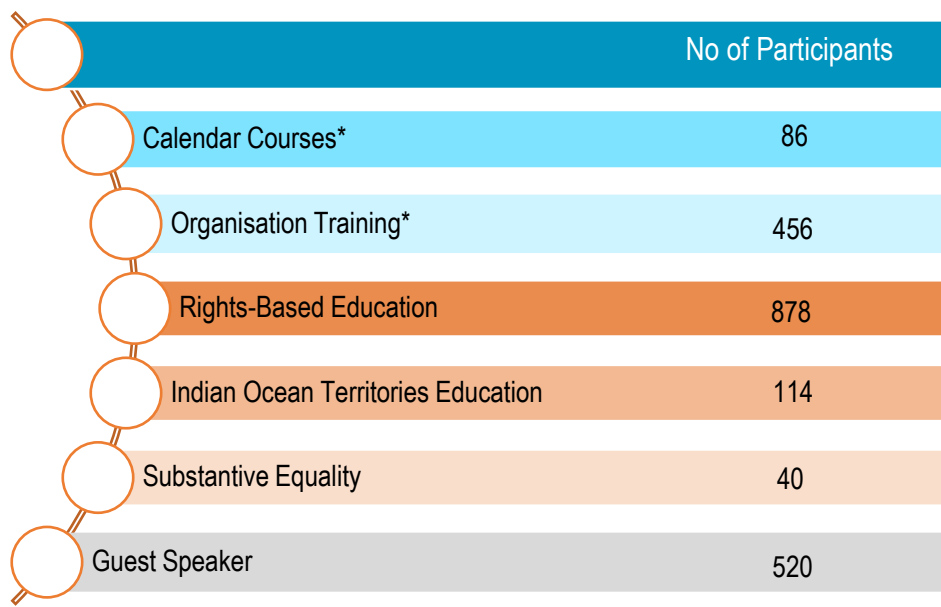 No of Participants
Calendar Courses* 86
Organisation Training* 456
Rights-Based Education 878
Indian Ocean Territories Education 114
Substantive Equality 40
Guest Speaker 520